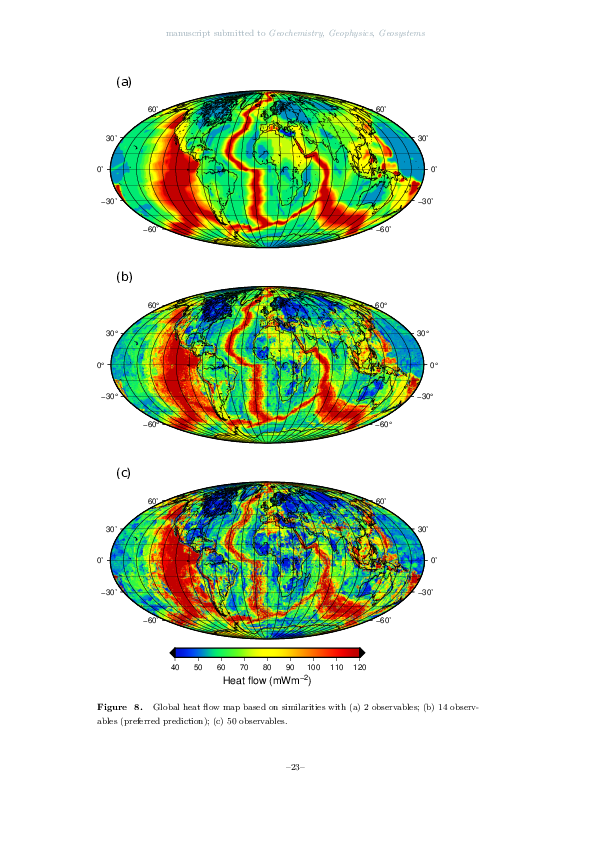 manuscript submitted to Geochemistry, Geophysics, Geosystems
(a)
60˚ 60˚
30˚ 30˚
0˚ 0˚
−30˚ −30˚
−60˚ −60˚
(b)
60° 60°
30° 30°
0° 0°
−30° −30°
−60° −60°
(c)
60˚ 60˚
30˚ 30˚
0˚ 0˚
−30˚ −30˚
−60˚ −60˚
40 50 60 70 80 90 100 110 120
Heat flow (mWm⁻²)
Figure 8. Global heat flow map based on similarities with (a) 2 observables; (b) 14 observ-
ables (preferred prediction); (c) 50 observables.
–23–